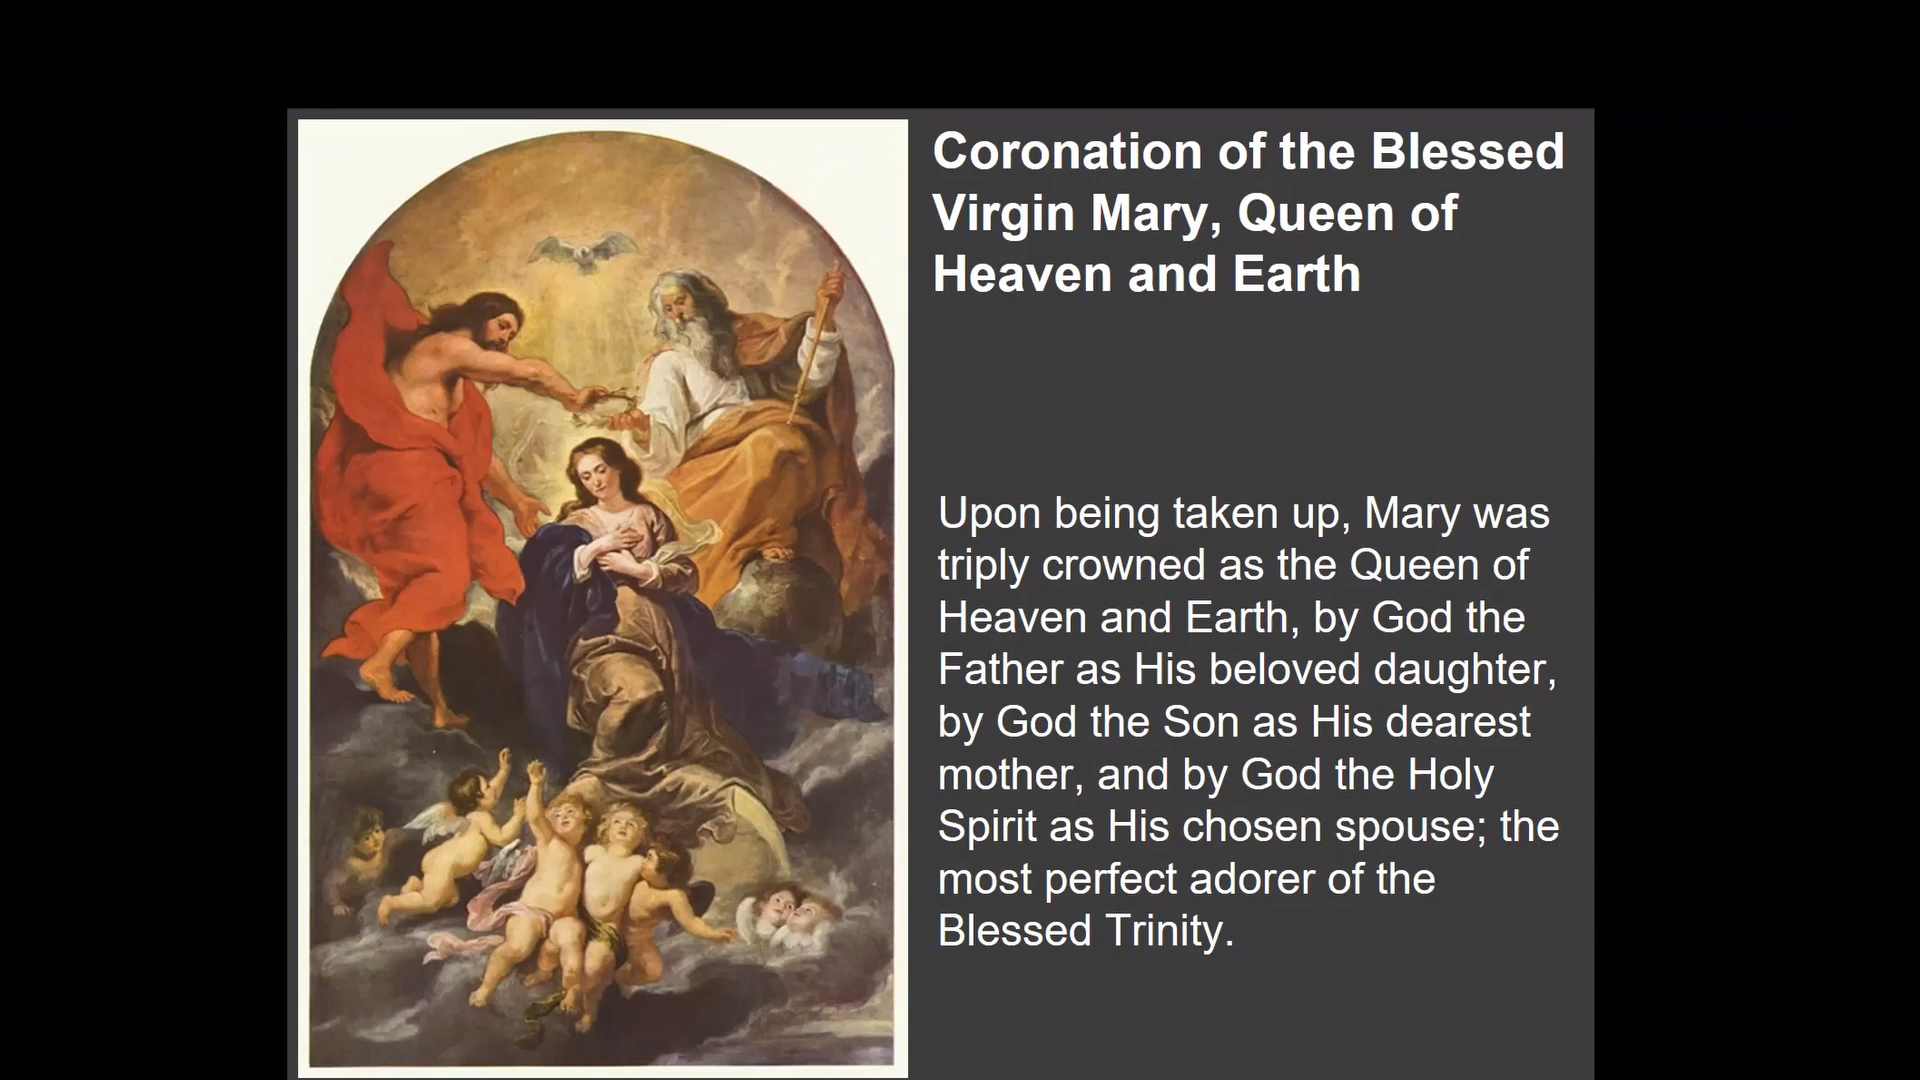 Coronation of the Blessed
Virgin Mary, Queen of
Heaven and Earth
Upon being taken up, Mary was
triply crowned as the Queen of
Heaven and Earth, by God the
Father as His beloved daughter,
by God the Son as His dearest
mother, and by God the Holy
Spirit as His chosen spouse; the
most perfect adorer of the
Blessed Trinity.